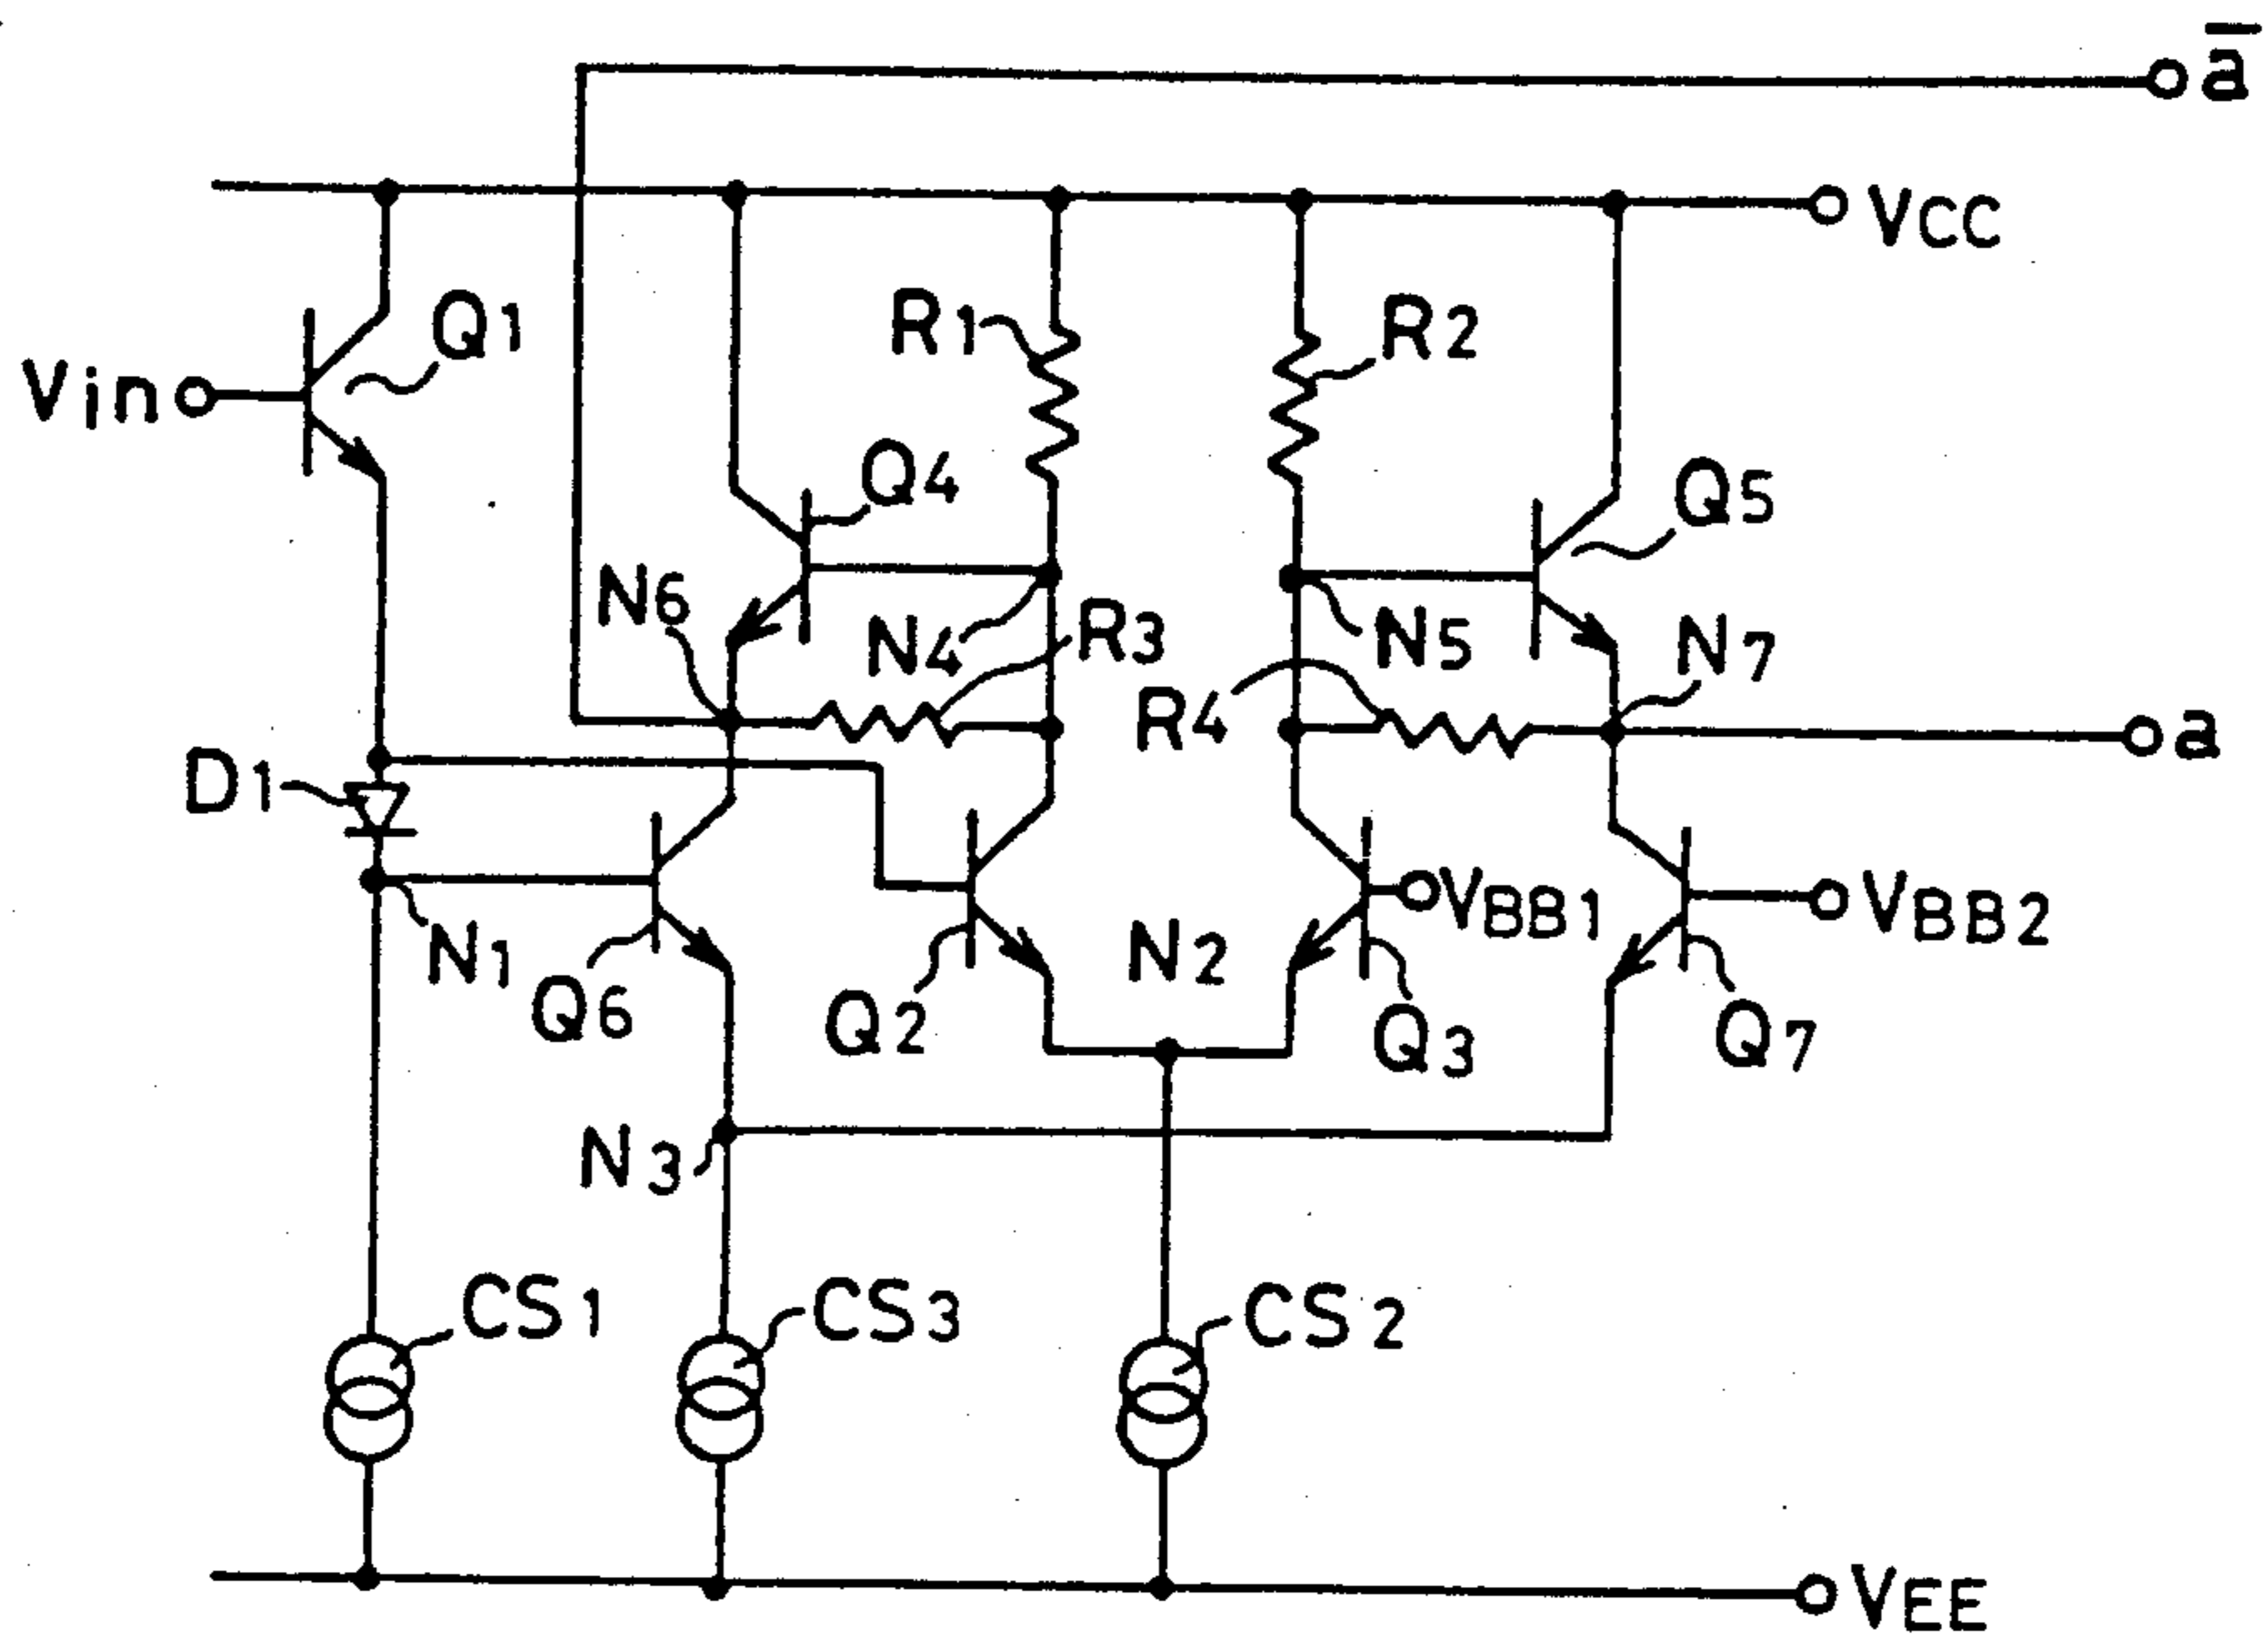 a̅
VCC
Q1
R1
R2
Vin
Q4
Q5
N6
N4
R3
N5
N7
R4
a
D1
VBB1
VBB2
N1
N2
Q6
Q2
Q3
Q7
N3
CS1
CS3
CS2
VEE